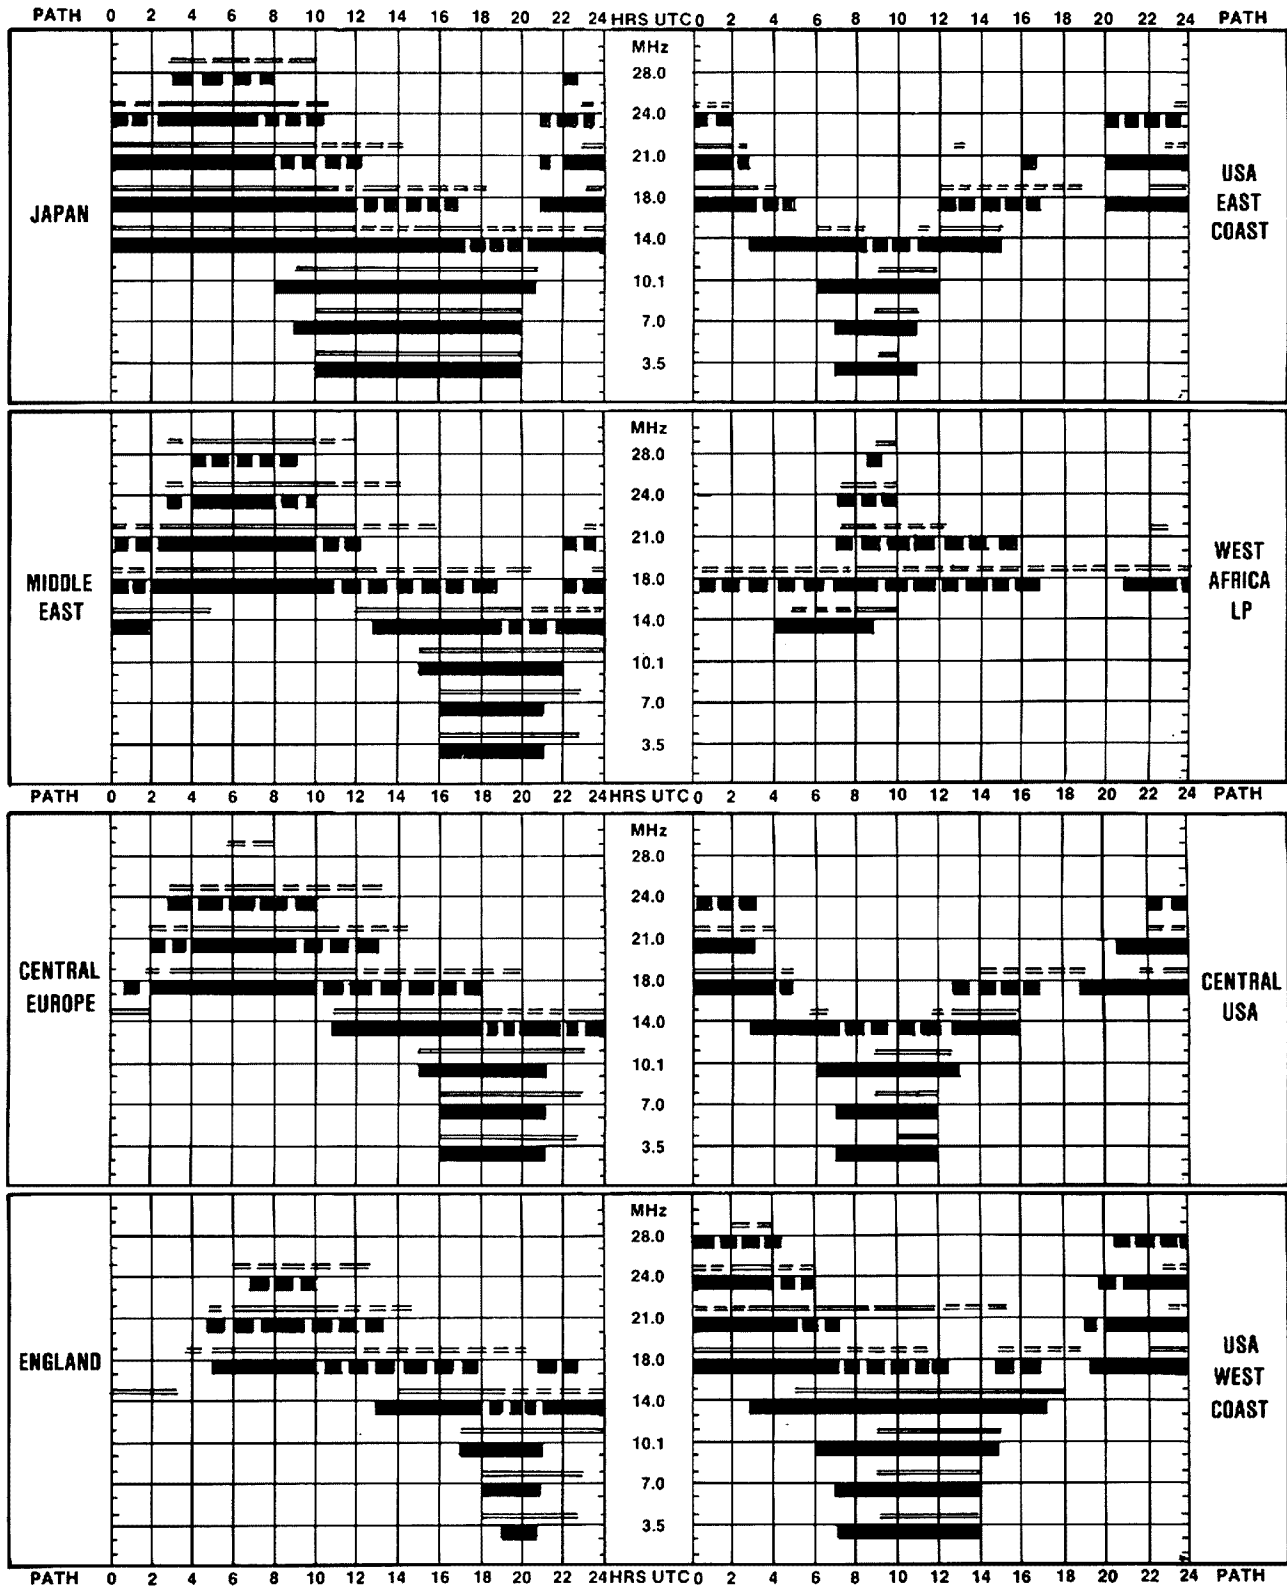 PATH 0 2 4 6 8 10 12 14 16 18 20 22 24 HRS UTC 0 2 4 6 8 10 12 14 16 18 20 22 24 PATH
MHz
28.0
24.0
21.0
18.0
14.0
10.1
7.0
3.5
JAPAN
USA
EAST
COAST
MHz
28.0
24.0
21.0
18.0
14.0
10.1
7.0
3.5
MIDDLE
EAST
WEST
AFRICA
LP
PATH 0 2 4 6 8 10 12 14 16 18 20 22 24 HRS UTC 0 2 4 6 8 10 12 14 16 18 20 22 24 PATH
MHz
28.0
24.0
21.0
18.0
14.0
10.1
7.0
3.5
CENTRAL
EUROPE
CENTRAL
USA
MHz
28.0
24.0
21.0
18.0
14.0
10.1
7.0
3.5
ENGLAND
USA
WEST
COAST
PATH 0 2 4 6 8 10 12 14 16 18 20 22 24 HRS UTC 0 2 4 6 8 10 12 14 16 18 20 22 24 PATH